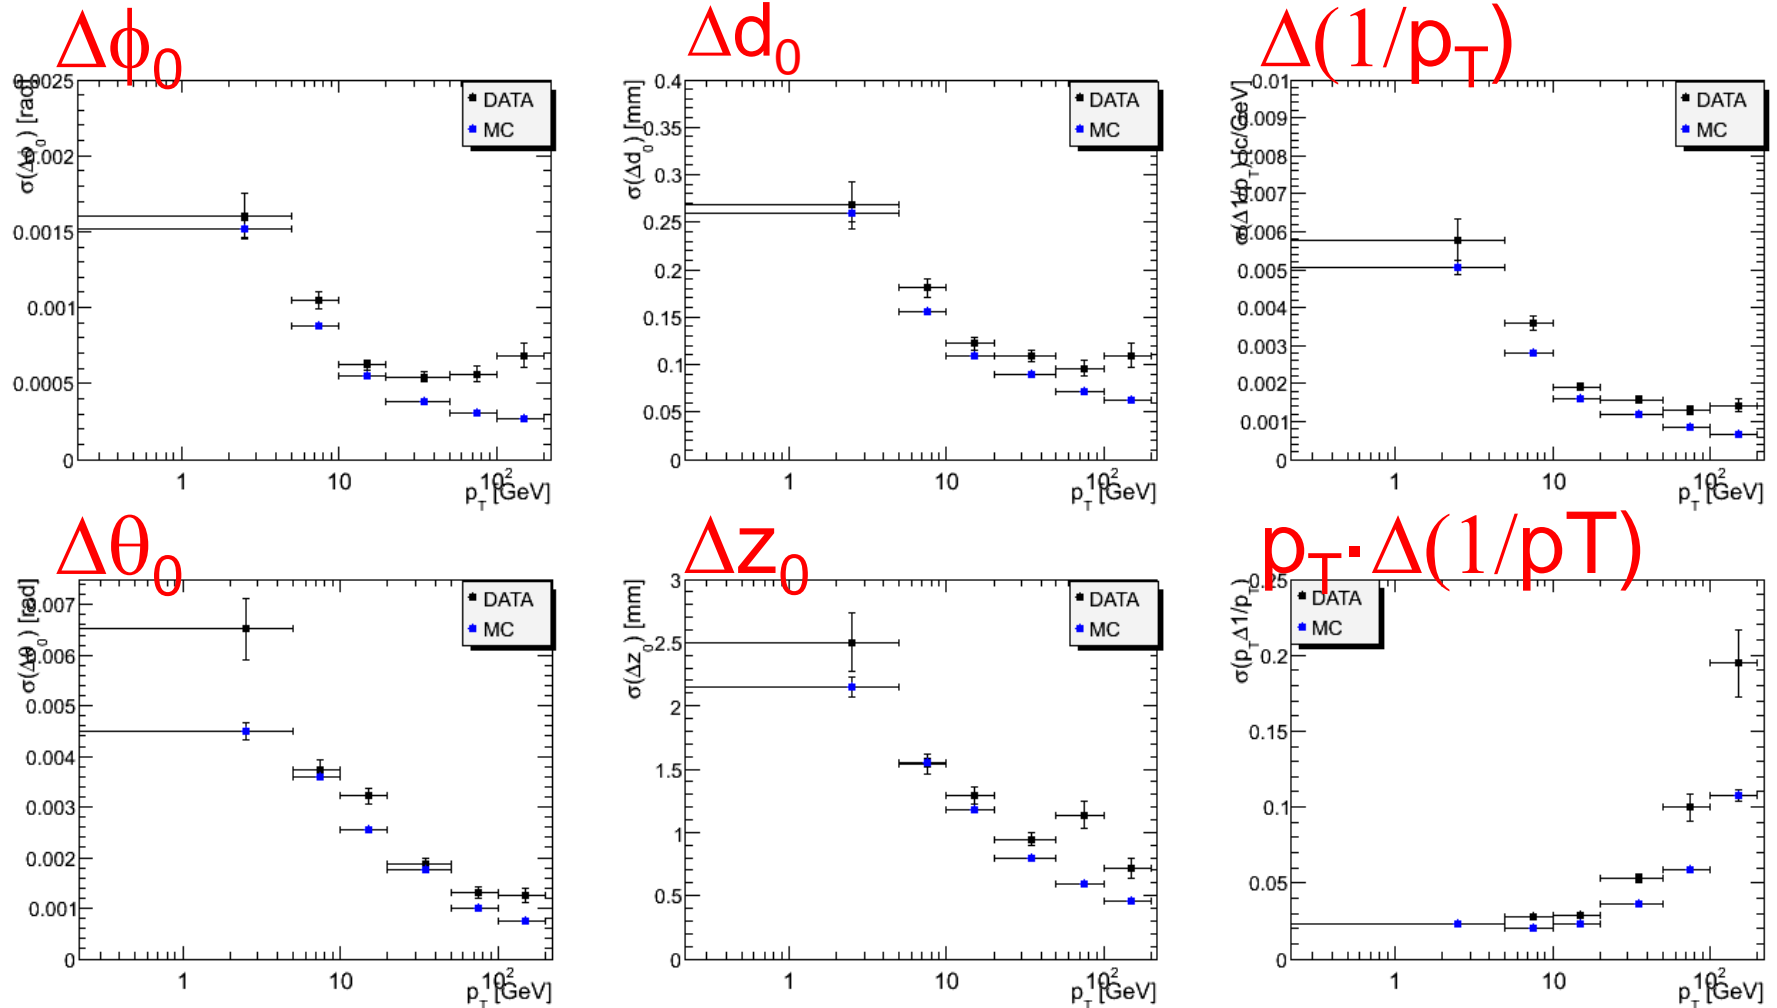 Δϕ0
σ(Δϕ0) [rad]
0.0025
0.002
0.0015
0.001
0.0005
0
DATA
MC
1
10
10²
pT [GeV]
Δd0
σ(Δd0) [mm]
0.4
0.35
0.3
0.25
0.2
0.15
0.1
0.05
0
DATA
MC
1
10
10²
pT [GeV]
Δ(1/pT)
σ(Δ1/pT) [c/GeV]
0.01
0.009
0.008
0.007
0.006
0.005
0.004
0.003
0.002
0.001
0
DATA
MC
1
10
10²
pT [GeV]
Δθ0
σ(Δθ0) [rad]
0.007
0.006
0.005
0.004
0.003
0.002
0.001
0
DATA
MC
1
10
10²
pT [GeV]
Δz0
σ(Δz0) [mm]
3
2.5
2
1.5
1
0.5
0
DATA
MC
1
10
10²
pT [GeV]
pT·Δ(1/pT)
σ(pTΔ1/pT)
0.25
0.2
0.15
0.1
0.05
0
DATA
MC
1
10
10²
pT [GeV]